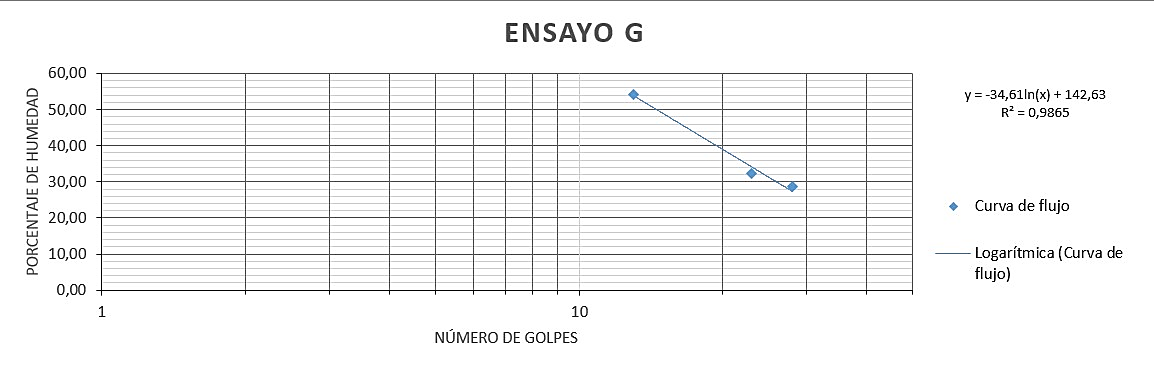 ENSAYO G
60,00
50,00
40,00
30,00
20,00
10,00
0,00
PORCENTAJE DE HUMEDAD
1
10
NÚMERO DE GOLPES
y = -34,61ln(x) + 142,63
R² = 0,9865
Curva de flujo
Logarítmica (Curva de
flujo)